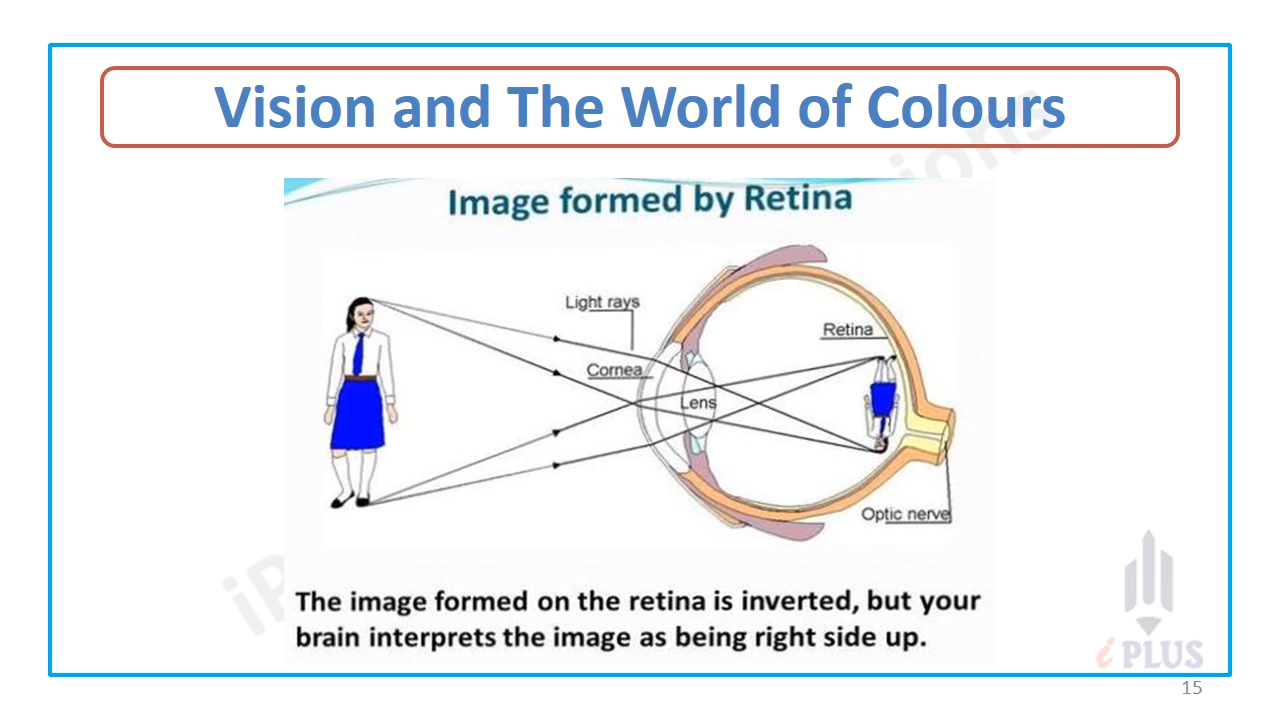 Vision and The World of Colours
Image formed by Retina
Light rays
Retina
Cornea
Lens
Optic nerve
The image formed on the retina is inverted, but your
brain interprets the image as being right side up.
i PLUS
15